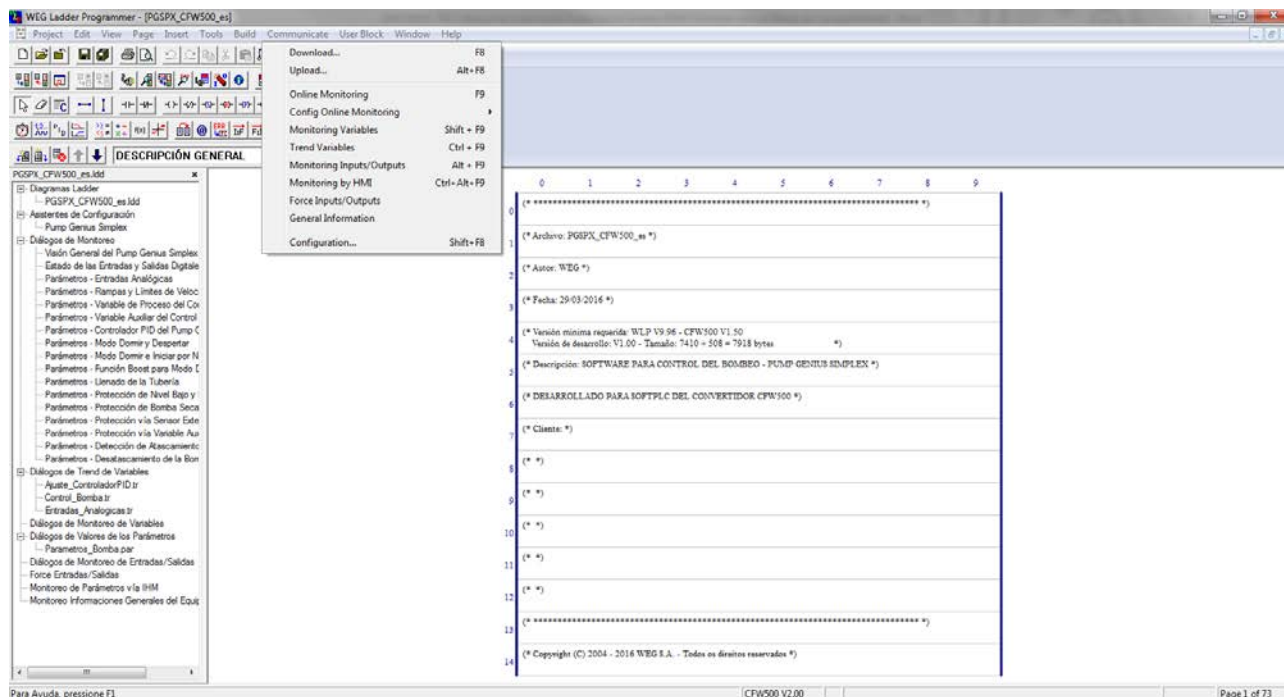 WEG Ladder Programmer - [PGSPX_CFW500_es]
Project Edit View Page Insert Tools Build Communicate User Block Window Help
Download... F8
Upload... Alt+F8
Online Monitoring F9
Config Online Monitoring
Monitoring Variables Shift + F9
Trend Variables Ctrl + F9
Monitoring Inputs/Outputs Alt + F9
Monitoring by HMI Ctrl+Alt+F9
Force Inputs/Outputs
General Information
Configuration... Shift+F8
DESCRIPCIÓN GENERAL
PGSPX_CFW500_es.ldd
Diagramas Ladder
PGSPX_CFW500_es.ldd
Asistentes de Configuración
Pump Genius Simplex
Diálogos de Monitoreo
Visión General del Pump Genius Simplex
Estado de las Entradas y Salidas Digitale
Parámetros - Entradas Analógicas
Parámetros - Rampas y Límites de Veloc
Parámetros - Variable de Proceso del Co
Parámetros - Variable Auxiliar del Control
Parámetros - Controlador PID del Pump G
Parámetros - Modo Dormir y Despertar
Parámetros - Modo Dormir e Iniciar por N
Parámetros - Función Boost para Modo D
Parámetros - Llenado de la Tubería
Parámetros - Protección de Nivel Bajo y
Parámetros - Protección de Bomba Seca
Parámetros - Protección vía Sensor Exte
Parámetros - Protección vía Variable Aux
Parámetros - Detección de Atascamiento
Parámetros - Desatascamiento de la Bom
Diálogos de Trend de Variables
Ajuste_ControladorPID.tr
Control_Bomba.tr
Entradas_Analogicas.tr
Diálogos de Monitoreo de Variables
Diálogos de Valores de los Parámetros
Parametros_Bomba.par
Diálogos de Monitoreo de Entradas/Salidas
Force Entradas/Salidas
Monitoreo de Parámetros vía IHM
Monitoreo Informaciones Generales del Equip
0 1 2 3 4 5 6 7 8 9
0 (* ******************************************************************************** *)
1 (* Archivo: PGSPX_CFW500_es *)
2 (* Autor: WEG *)
3 (* Fecha: 29/03/2016 *)
4 (* Versión mínima requerida: WLP V9.96 - CFW500 V1.50
Versión de desarrollo: V1.00 - Tamaño: 7410 + 508 = 7918 bytes *)
5 (* Descripción: SOFTWARE PARA CONTROL DEL BOMBEO - PUMP GENIUS SIMPLEX *)
6 (* DESARROLLADO PARA SOFTPLC DEL CONVERTIDOR CFW500 *)
7 (* Cliente: *)
8 (* *)
9 (* *)
10 (* *)
11 (* *)
12 (* *)
13 (* ******************************************************************************** *)
14 (* Copyright (C) 2004 - 2016 WEG S.A. - Todos os direitos reservados *)
Para Ayuda, pressione F1
CFW500 V2.00
Page 1 of 73